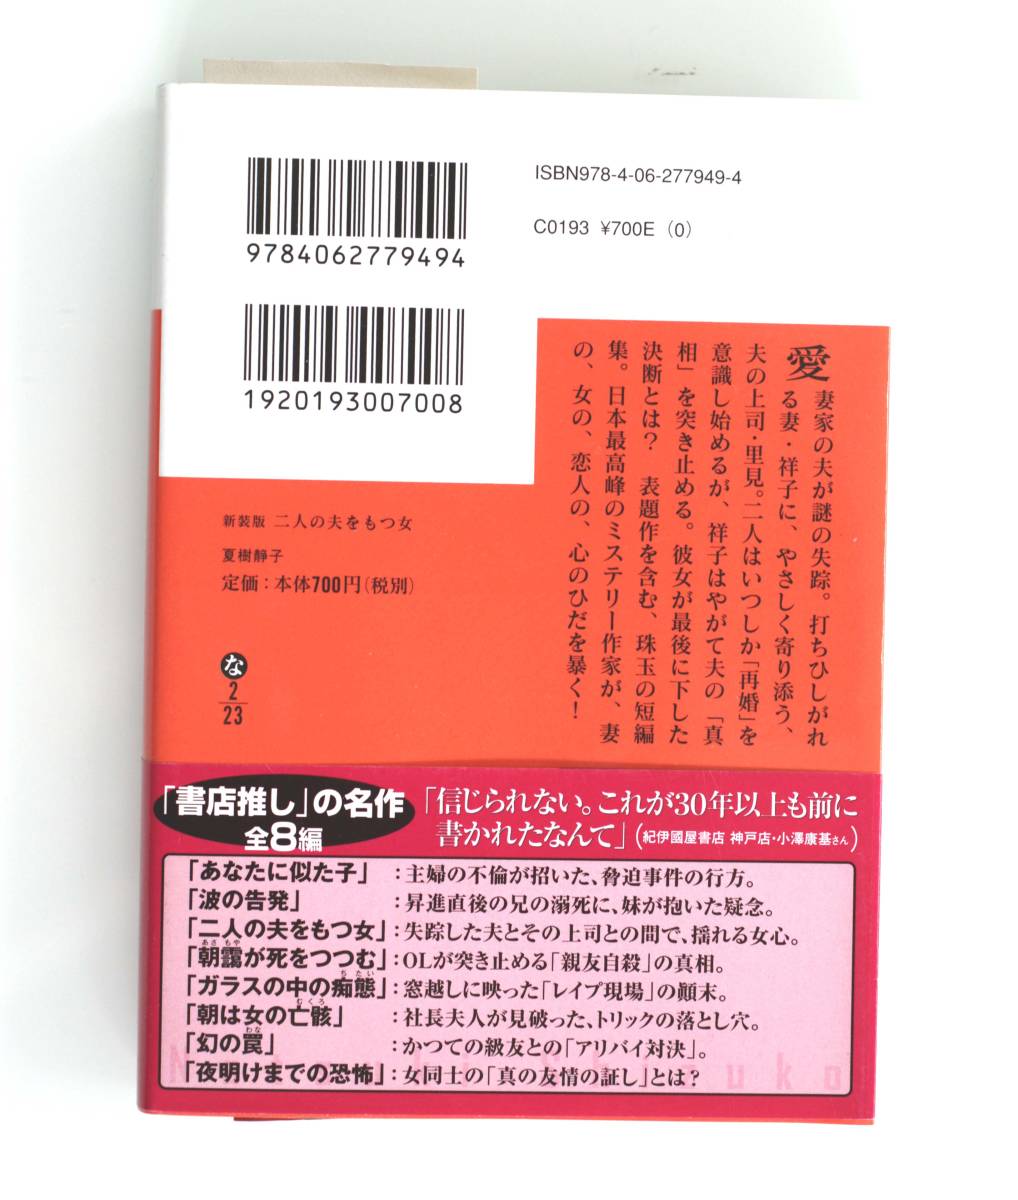 ISBN978-4-06-277949-4
C0193 ¥700E (0)
9784062779494
1920193007008
愛妻家の夫が謎の失踪。打ちひしがれ
る妻・祥子に、やさしく寄り添う、
夫の上司・里見。二人はいつしか「再婚」を
意識し始めるが、祥子はやがて夫の「真
相」を突き止める。彼女が最後に下した
決断とは？ 表題作を含む、珠玉の短編
集。日本最高峰のミステリー作家が、妻
の、女の、恋人の、心のひだを暴く！
新装版 二人の夫をもつ女
夏樹静子
定価：本体700円（税別）
な
2
23
「書店推し」の名作
全8編
「信じられない。これが30年以上も前に
書かれたなんて」（紀伊國屋書店 神戸店・小澤康基さん）
「あなたに似た子」：主婦の不倫が招いた、脅迫事件の行方。
「波の告発」：昇進直後の兄の溺死に、妹が抱いた疑念。
「二人の夫をもつ女」：失踪した夫とその上司との間で、揺れる女心。
あさ もや
「朝靄が死をつつむ」：OLが突き止める「親友自殺」の真相。
ちたい
「ガラスの中の痴態」：窓越しに映った「レイプ現場」の顛末。
むくろ
「朝は女の亡骸」：社長夫人が見破った、トリックの落とし穴。
わな
「幻の罠」：かつての級友との「アリバイ対決」。
「夜明けまでの恐怖」：女同士の「真の友情の証し」とは？